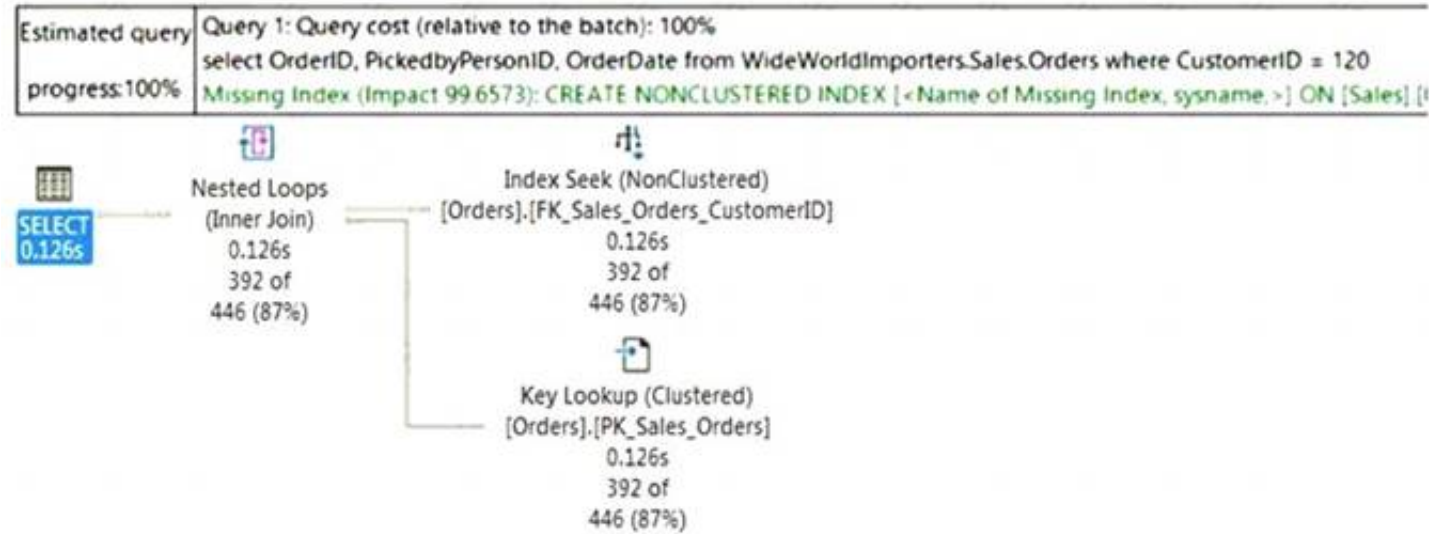 Estimated query
progress:100%
Query 1: Query cost (relative to the batch): 100%
select OrderID, PickedbyPersonID, OrderDate from WideWorldImporters.Sales.Orders where CustomerID = 120
Missing Index (Impact 99.6573): CREATE NONCLUSTERED INDEX [<Name of Missing Index, sysname,>] ON [Sales]
SELECT
0.126s
Nested Loops
(Inner Join)
0.126s
392 of
446 (87%)
Index Seek (NonClustered)
[Orders].[FK_Sales_Orders_CustomerID]
0.126s
392 of
446 (87%)
Key Lookup (Clustered)
[Orders].[PK_Sales_Orders]
0.126s
392 of
446 (87%)